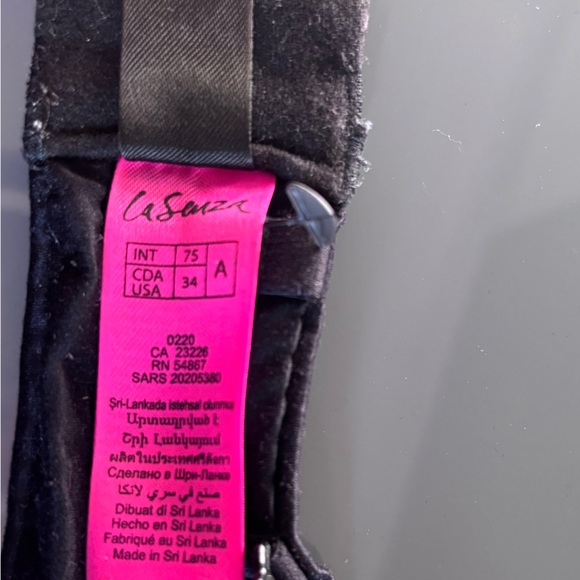 La Senza
INT 75 A
CDA USA 34
0220
CA 23226
RN 54867
SARS 20205380
Şri-Lankada istehsal olunmuş
Արտադրված է
Շրի Լանկայում
ผลิตในประเทศศรีลังกา
Сделано в Шри-Ланке
صنع في سري لانكا
Dibuat di Sri Lanka
Hecho en Sri Lanka
Fabriqué au Sri Lanka
Made in Sri Lanka